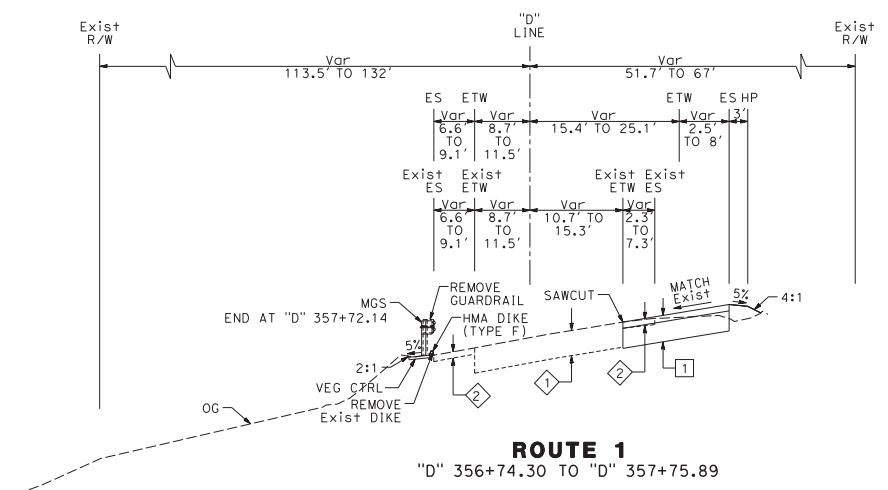 Exist
R/W
"D"
LINE
Exist
R/W
Var
113.5' TO 132'
Var
51.7' TO 67'
ES ETW
ETW ES HP
Var
6.6'
TO
9.1'
Var
8.7'
TO
11.5'
Var
15.4' TO 25.1'
Var
2.5'
TO 8'
3'
Exist
ES
Exist
ETW
Exist
ETW
Exist
ES
Var
6.6'
TO
9.1'
Var
8.7'
TO
11.5'
Var
10.7' TO
15.3'
Var
2.3'
TO
7.3'
MGS
END AT "D" 357+72.14
REMOVE
GUARDRAIL
HMA DIKE
(TYPE F)
SAWCUT
MATCH
Exist
5%
4:1
5%
2:1
VEG CTRL
REMOVE
Exist DIKE
OG
2
1
2
1
ROUTE 1
"D" 356+74.30 TO "D" 357+75.89